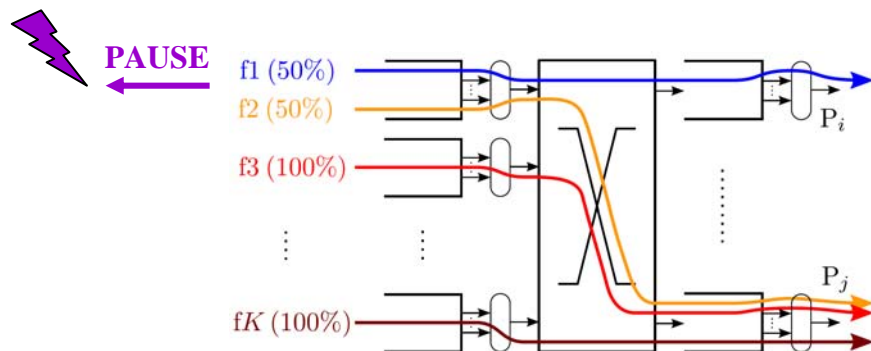 PAUSE
f1 (50%)
f2 (50%)
P_i
f3 (100%)
P_j
fK (100%)